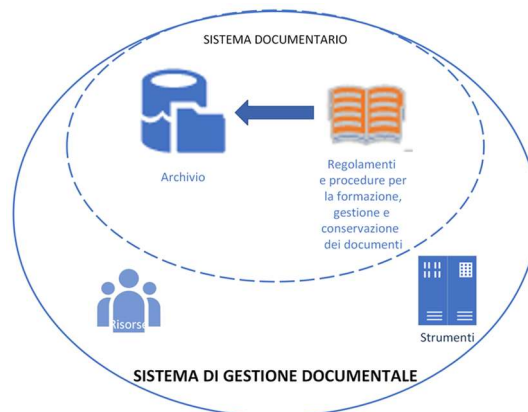 SISTEMA DOCUMENTARIO
Archivio
Regolamenti
e procedure per
la formazione,
gestione e
conservazione
dei documenti
Risorse
Strumenti
SISTEMA DI GESTIONE DOCUMENTALE